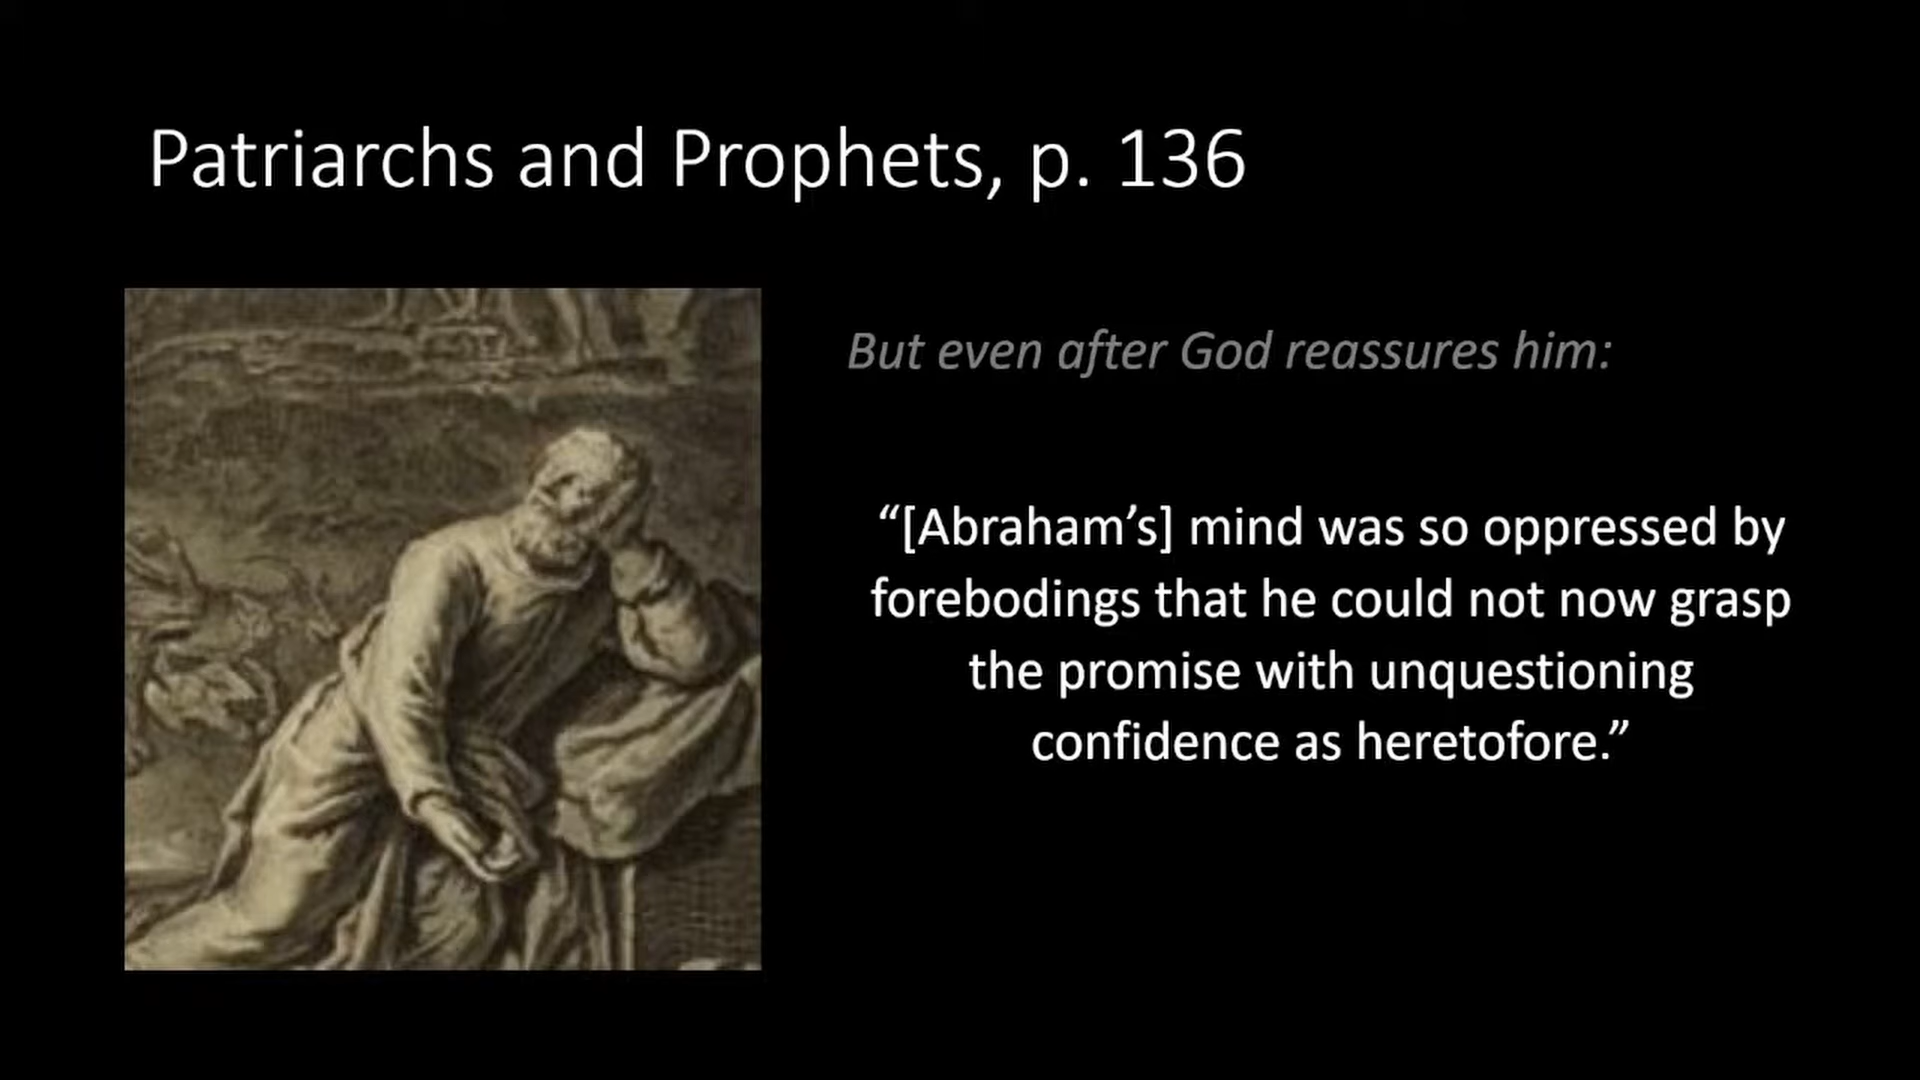 Patriarchs and Prophets, p. 136
But even after God reassures him:
“[Abraham’s] mind was so oppressed by
forebodings that he could not now grasp
the promise with unquestioning
confidence as heretofore.”